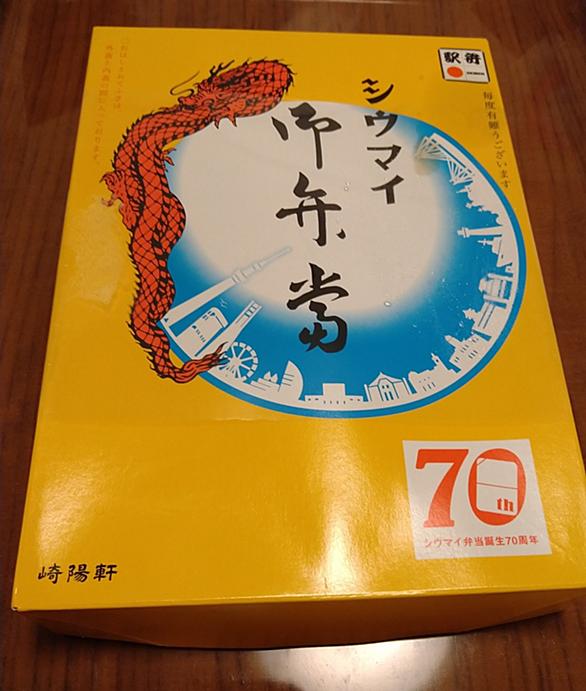 駅弁
毎度有難うございます
シウマイ
御弁當
70th
シウマイ弁当誕生70周年
崎陽軒